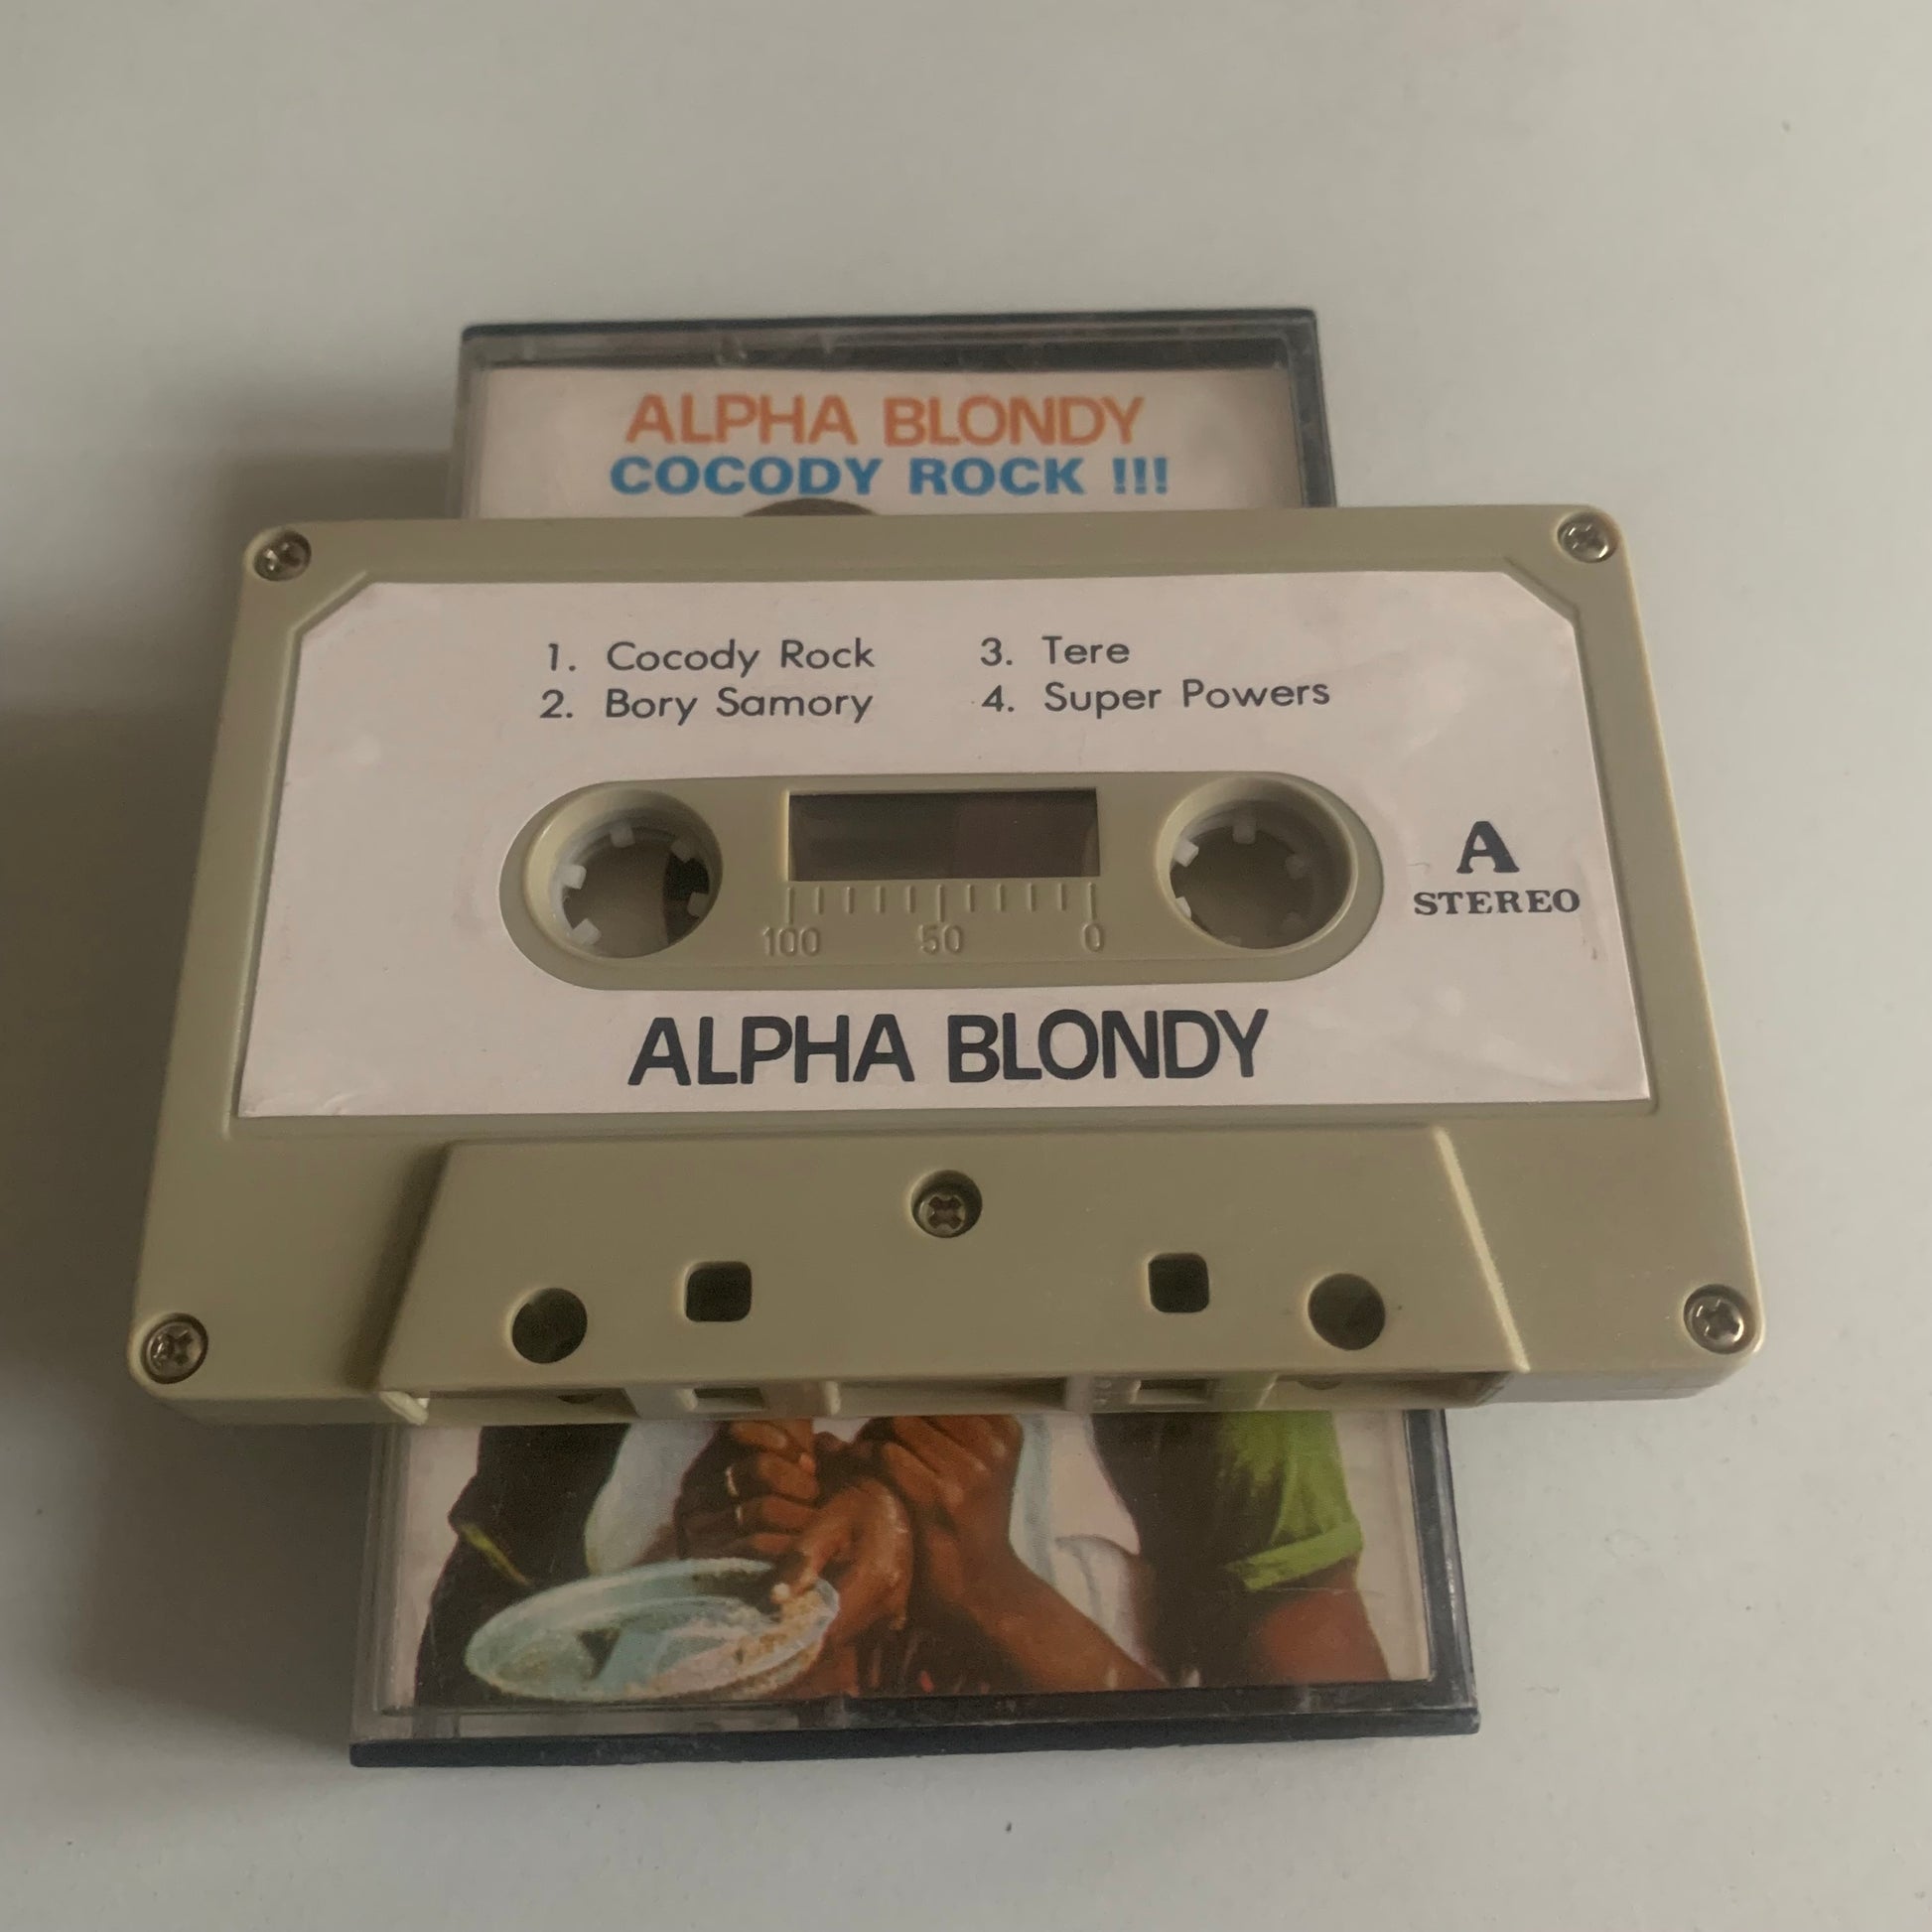 ALPHA BLONDY
COCODY ROCK !!!
1. Cocody Rock
2. Bory Samory
3. Tere
4. Super Powers
A
STEREO
100 50 0
ALPHA BLONDY